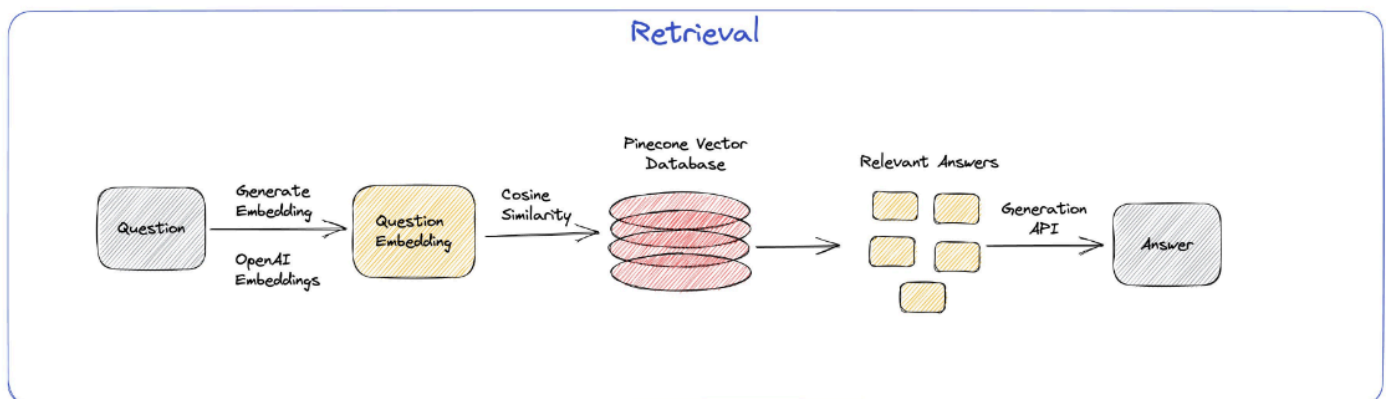 Retrieval
Question
Generate
Embedding
OpenAI
Embeddings
Question
Embedding
Cosine
Similarity
Pinecone Vector
Database
Relevant Answers
Generation
API
Answer